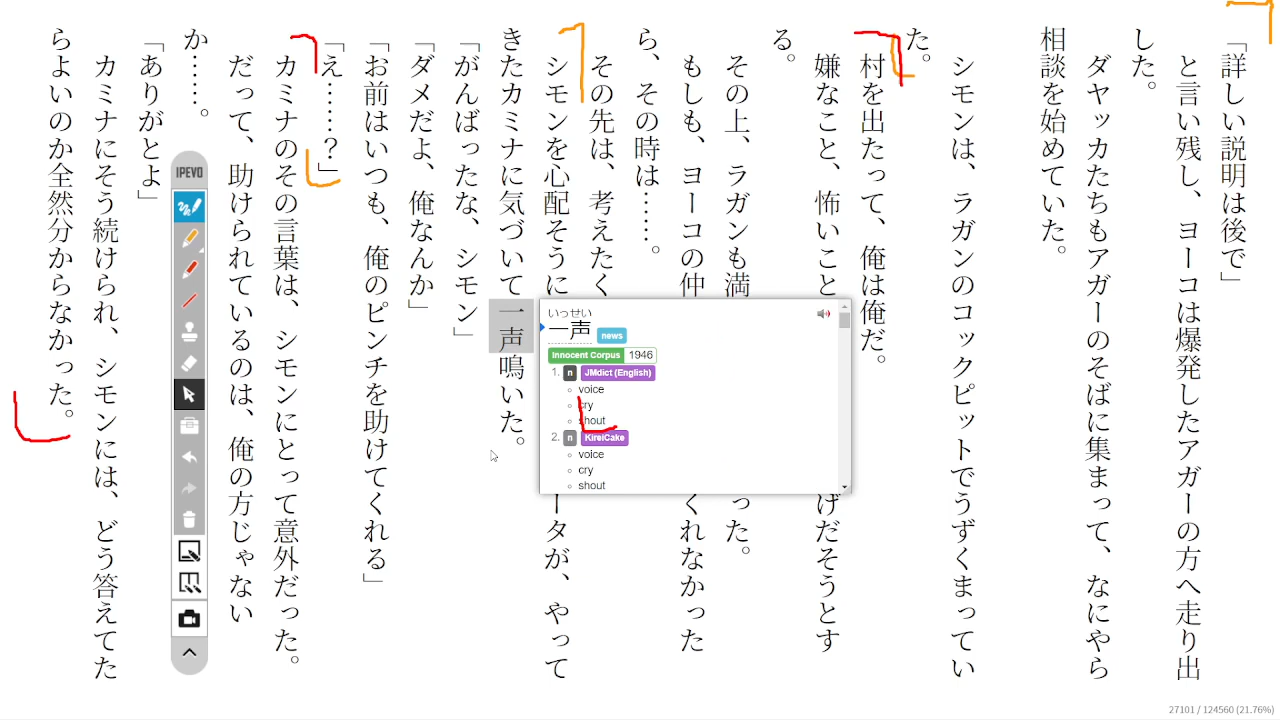 「詳しい説明は後で」
と言い残し、ヨーコは爆発したアガーの方へ走り出
した。
ダヤッカたちもアガーのそばに集まって、なにやら
相談を始めていた。
シモンは、ラガンのコックピットでうずくまってい
た。
村を出たって、俺は俺だ。
嫌なこと、怖いこと
げだそうとす
る。
その上、ラガンも満
った。
もしも、ヨーコの仲
くれなかった
ら、その時は……。
その先は、考えたく
シモンを心配そうに
ータが、やって
きたカミナに気づいて一声鳴いた。
「がんばったな、シモン」
「ダメだよ、俺なんか」
「お前はいつも、俺のピンチを助けてくれる」
「え……？」
カミナのその言葉は、シモンにとって意外だった。
だって、助けられているのは、俺の方じゃない
か……。
「ありがとよ」
カミナにそう続けられ、シモンには、どう答えてた
らよいのか全然分からなかった。
いっせい
一声 news
Innocent Corpus 1946
1. n JMdict (English)
voice
cry
shout
2. n KireiCake
voice
cry
shout
IPEVO
27101 / 124560 (21.76%)